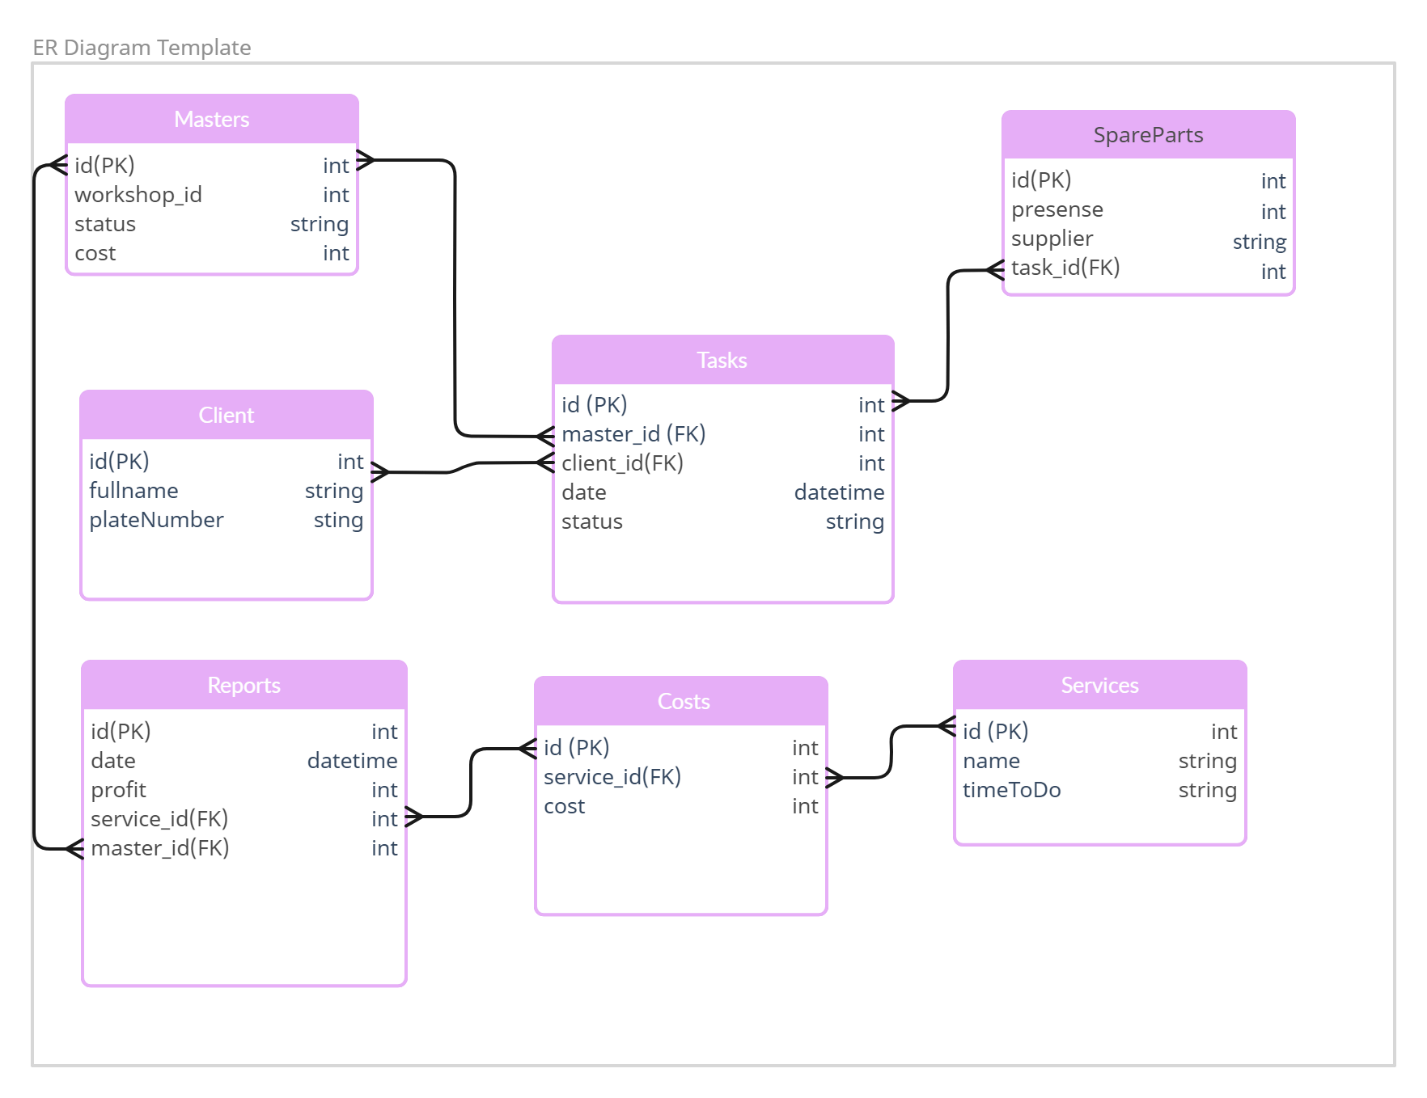 ER Diagram Template
Masters
id(PK) int
workshop_id int
status string
cost int
SpareParts
id(PK) int
presense int
supplier string
task_id(FK) int
Tasks
id (PK) int
master_id (FK) int
client_id(FK) int
date datetime
status string
Client
id(PK) int
fullname string
plateNumber sting
Reports
id(PK) int
date datetime
profit int
service_id(FK) int
master_id(FK) int
Costs
id (PK) int
service_id(FK) int
cost int
Services
id (PK) int
name string
timeToDo string